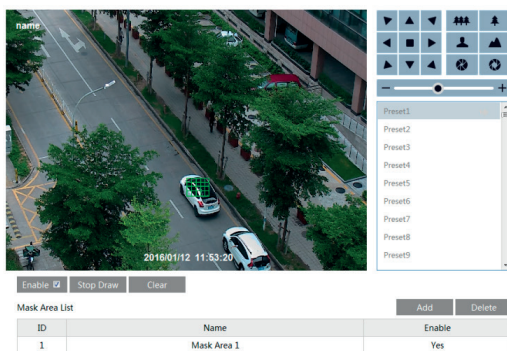 name
2016/01/12 11:53:20
Preset1
Preset2
Preset3
Preset4
Preset5
Preset6
Preset7
Preset8
Preset9
Enable Stop Draw Clear
Mask Area List Add Delete
ID Name Enable
1 Mask Area 1 Yes